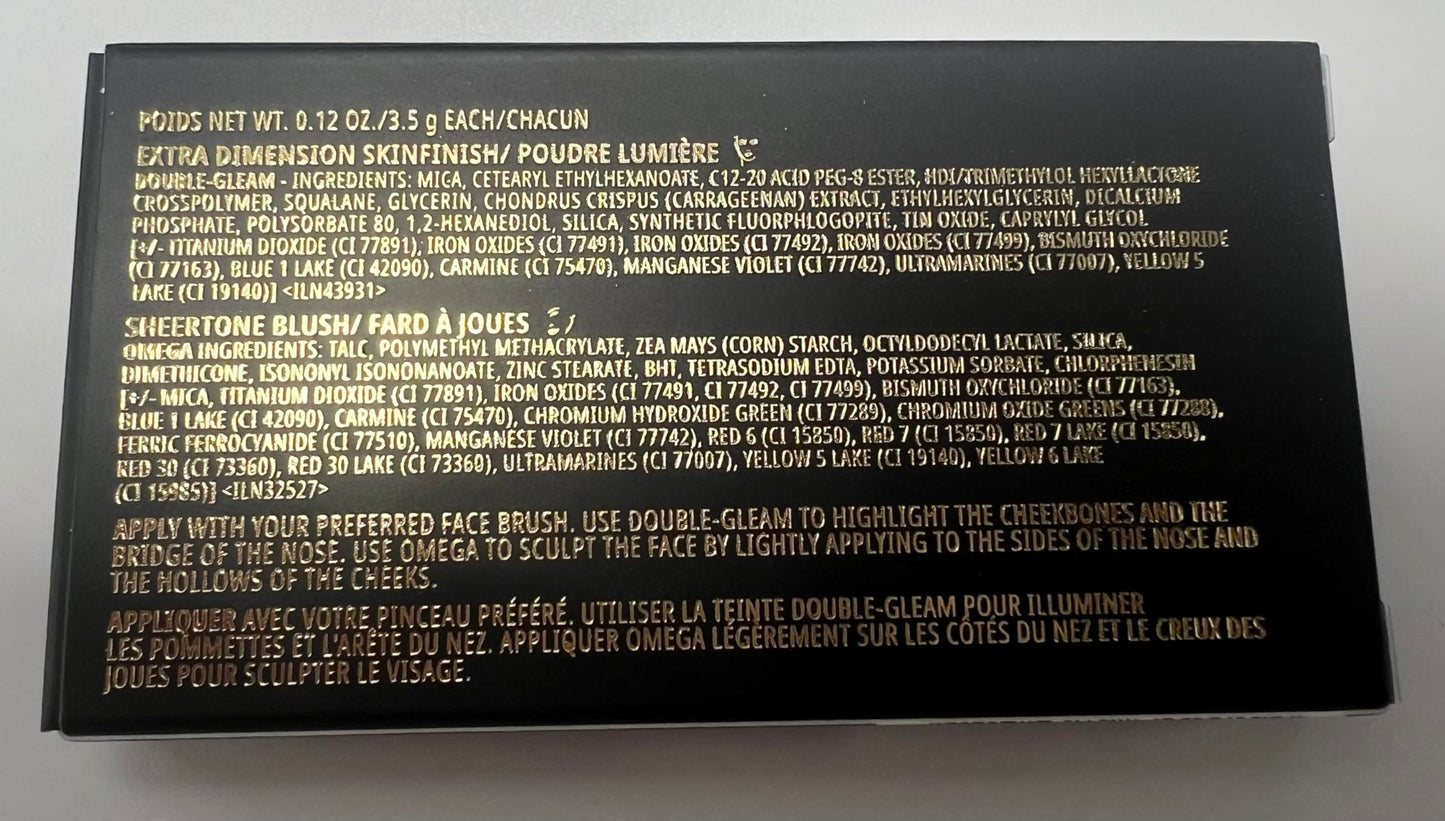 POIDS NET WT. 0.12 OZ./3.5 g EACH/CHACUN
EXTRA DIMENSION SKINFINISH/ POUDRE LUMIÈRE
DOUBLE-GLEAM - INGREDIENTS: MICA, CETEARYL ETHYLHEXANOATE, C12-20 ACID PEG-8 ESTER, HDI/TRIMETHYLOL HEXYLLACTONE
CROSSPOLYMER, SQUALANE, GLYCERIN, CHONDRUS CRISPUS (CARRAGEENAN) EXTRACT, ETHYLHEXYLGLYCERIN, DICALCIUM
PHOSPHATE, POLYSORBATE 80, 1,2-HEXANEDIOL, SILICA, SYNTHETIC FLUORPHLOGOPITE, TIN OXIDE, CAPRYLYL GLYCOL
[+/- TITANIUM DIOXIDE (CI 77891), IRON OXIDES (CI 77491), IRON OXIDES (CI 77492), IRON OXIDES (CI 77499), BISMUTH OXYCHLORIDE
(CI 77163), BLUE 1 LAKE (CI 42090), CARMINE (CI 75470), MANGANESE VIOLET (CI 77742), ULTRAMARINES (CI 77007), YELLOW 5
LAKE (CI 19140)] <ILN43931>
SHEERTONE BLUSH/ FARD À JOUES
OMEGA INGREDIENTS: TALC, POLYMETHYL METHACRYLATE, ZEA MAYS (CORN) STARCH, OCTYLDODECYL LACTATE, SILICA,
DIMETHICONE, ISONONYL ISONONANOATE, ZINC STEARATE, BHT, TETRASODIUM EDTA, POTASSIUM SORBATE, CHLORPHENESIN
[+/- MICA, TITANIUM DIOXIDE (CI 77891), IRON OXIDES (CI 77491, CI 77492, CI 77499), BISMUTH OXYCHLORIDE (CI 77163),
BLUE 1 LAKE (CI 42090), CARMINE (CI 75470), CHROMIUM HYDROXIDE GREEN (CI 77289), CHROMIUM OXIDE GREENS (CI 77288),
FERRIC FERROCYANIDE (CI 77510), MANGANESE VIOLET (CI 77742), RED 6 (CI 15850), RED 7 (CI 15850), RED 7 LAKE (CI 15850),
RED 30 (CI 73360), RED 30 LAKE (CI 73360), ULTRAMARINES (CI 77007), YELLOW 5 LAKE (CI 19140), YELLOW 6 LAKE
(CI 15985)] <ILN32527>
APPLY WITH YOUR PREFERRED FACE BRUSH. USE DOUBLE-GLEAM TO HIGHLIGHT THE CHEEKBONES AND THE
BRIDGE OF THE NOSE. USE OMEGA TO SCULPT THE FACE BY LIGHTLY APPLYING TO THE SIDES OF THE NOSE AND
THE HOLLOWS OF THE CHEEKS.
APPLIQUER AVEC VOTRE PINCEAU PRÉFÉRÉ. UTILISER LA TEINTE DOUBLE-GLEAM POUR ILLUMINER
LES POMMETTES ET L'ARÊTE DU NEZ. APPLIQUER OMEGA LÉGÈREMENT SUR LES CÔTÉS DU NEZ ET LE CREUX DES
JOUES POUR SCULPTER LE VISAGE.